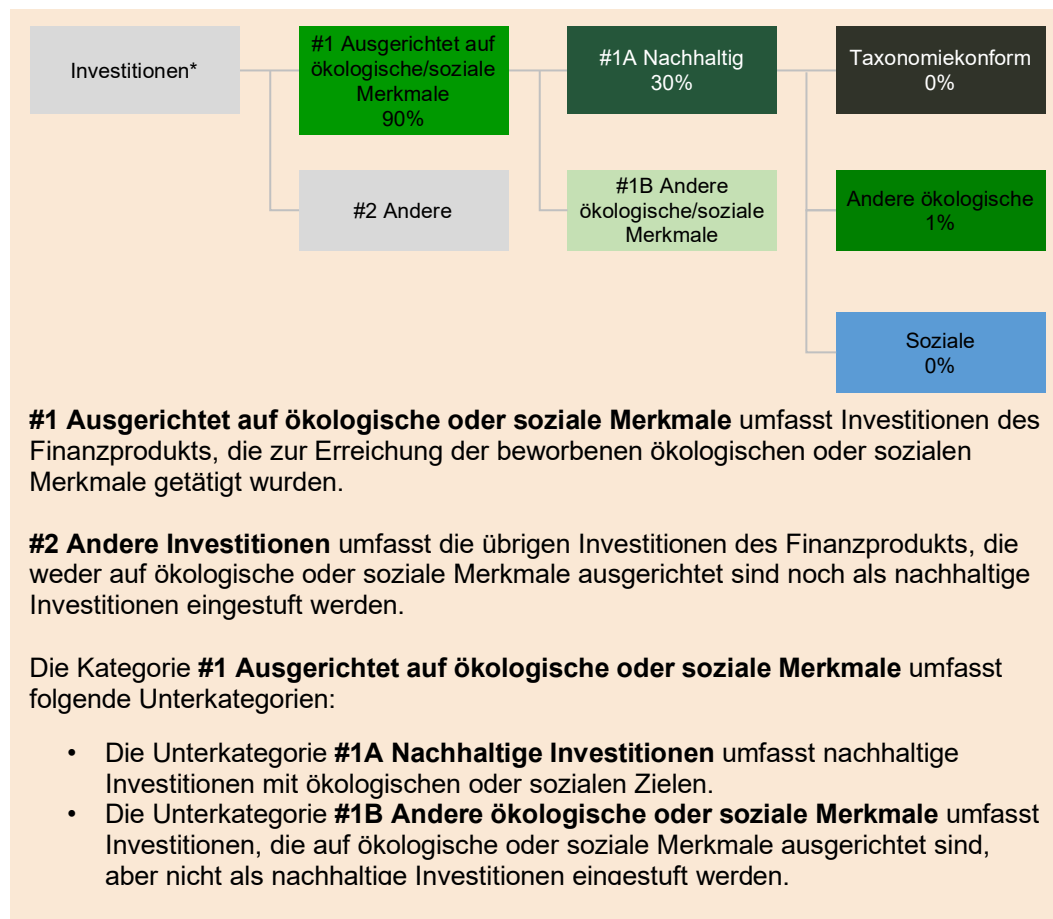 Investitionen*
#1 Ausgerichtet auf
ökologische/soziale
Merkmale
90%
#1A Nachhaltig
30%
Taxonomiekonform
0%
#2 Andere
#1B Andere
ökologische/soziale
Merkmale
Andere ökologische
1%
Soziale
0%
#1 Ausgerichtet auf ökologische oder soziale Merkmale umfasst Investitionen des
Finanzprodukts, die zur Erreichung der beworbenen ökologischen oder sozialen
Merkmale getätigt wurden.
#2 Andere Investitionen umfasst die übrigen Investitionen des Finanzprodukts, die
weder auf ökologische oder soziale Merkmale ausgerichtet sind noch als nachhaltige
Investitionen eingestuft werden.
Die Kategorie #1 Ausgerichtet auf ökologische oder soziale Merkmale umfasst
folgende Unterkategorien:
• Die Unterkategorie #1A Nachhaltige Investitionen umfasst nachhaltige
Investitionen mit ökologischen oder sozialen Zielen.
• Die Unterkategorie #1B Andere ökologische oder soziale Merkmale umfasst
Investitionen, die auf ökologische oder soziale Merkmale ausgerichtet sind,
aber nicht als nachhaltige Investitionen eingestuft werden.